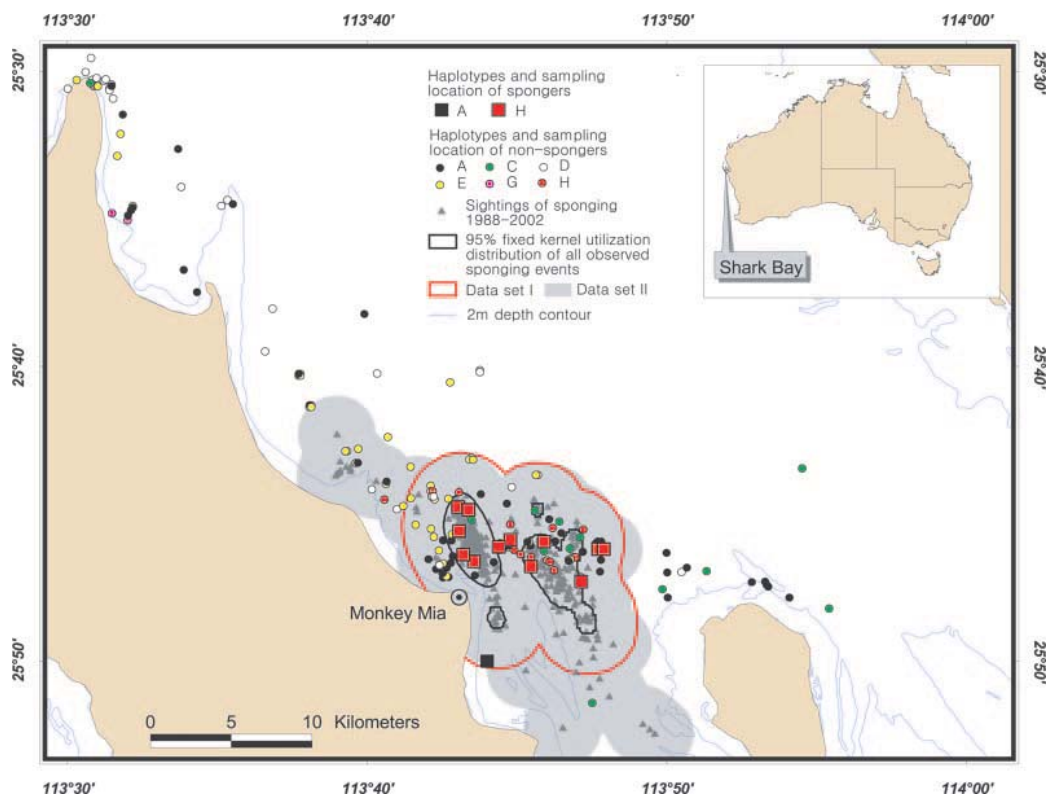 113°30' 113°40' 113°50' 114°00'
25°30' 25°30'
Haplotypes and sampling
location of spongers
A H
Haplotypes and sampling
location of non-spongers
A C D
E G H
Sightings of sponging
1988-2002
95% fixed kernel utilization
distribution of all observed
sponging events
Data set I Data set II
2m depth contour
Shark Bay
25°40' 25°40'
Monkey Mia
25°50' 25°50'
0 5 10 Kilometers
113°30' 113°40' 113°50' 114°00'